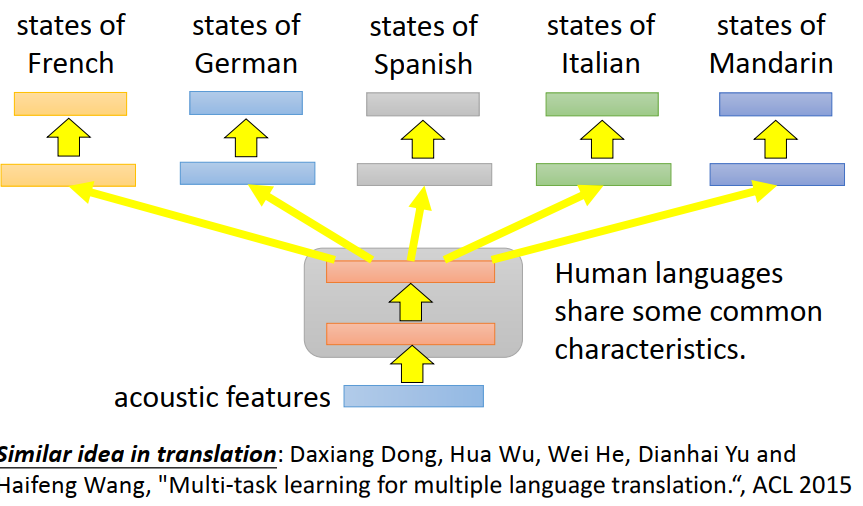 states of French
states of German
states of Spanish
states of Italian
states of Mandarin
Human languages
share some common
characteristics.
acoustic features
Similar idea in translation: Daxiang Dong, Hua Wu, Wei He, Dianhai Yu and
Haifeng Wang, "Multi-task learning for multiple language translation.“, ACL 2015